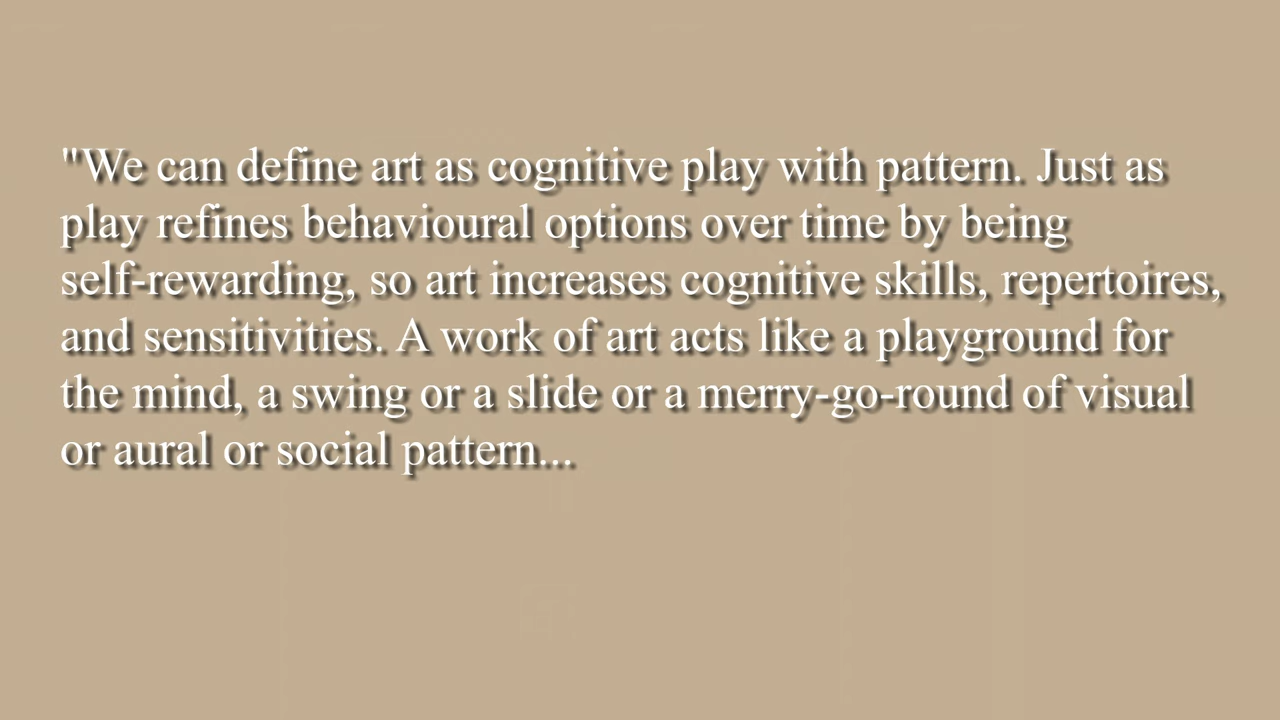 "We can define art as cognitive play with pattern. Just as
play refines behavioural options over time by being
self-rewarding, so art increases cognitive skills, repertoires,
and sensitivities. A work of art acts like a playground for
the mind, a swing or a slide or a merry-go-round of visual
or aural or social pattern...